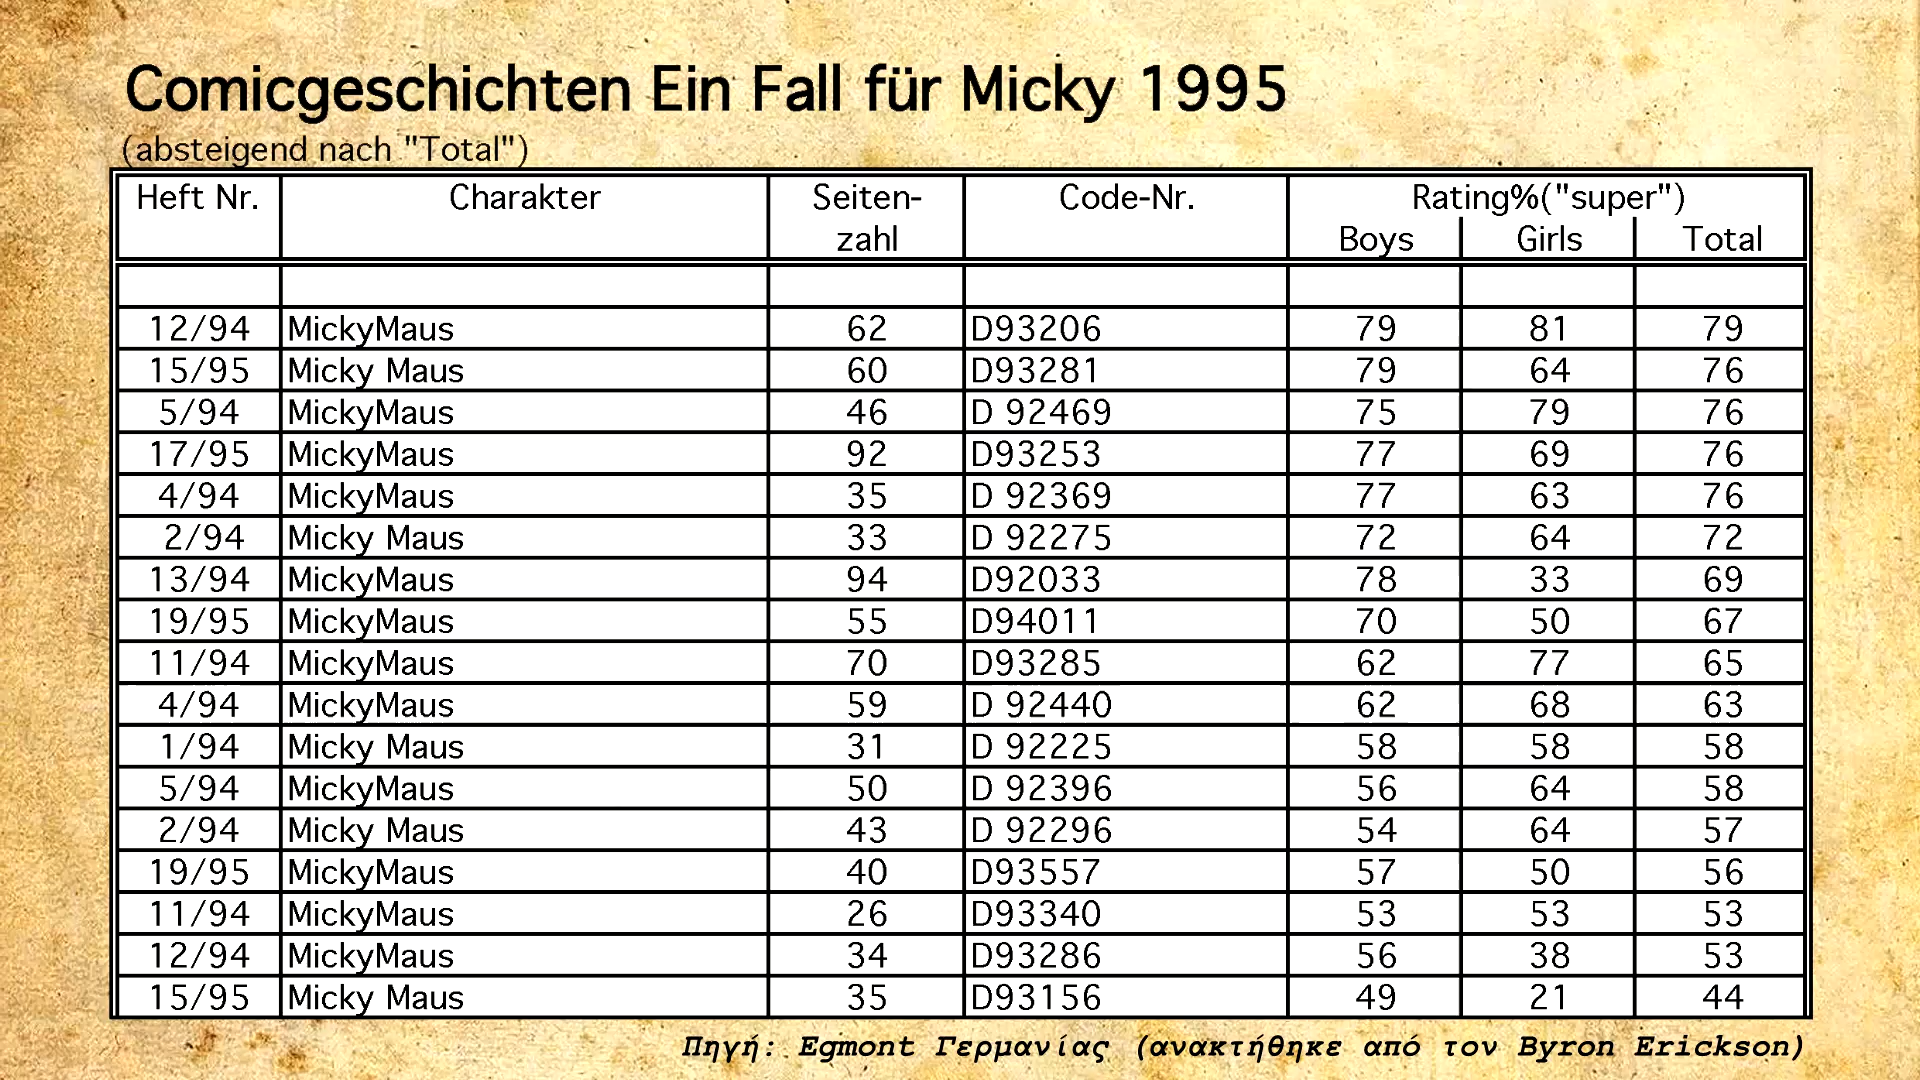 Comicgeschichten Ein Fall für Micky 1995
(absteigend nach "Total")
Heft Nr. Charakter Seiten- Code-Nr. Rating%("super")
zahl Boys Girls Total
12/94 MickyMaus 62 D93206 79 81 79
15/95 Micky Maus 60 D93281 79 64 76
5/94 MickyMaus 46 D 92469 75 79 76
17/95 MickyMaus 92 D93253 77 69 76
4/94 MickyMaus 35 D 92369 77 63 76
2/94 Micky Maus 33 D 92275 72 64 72
13/94 MickyMaus 94 D92033 78 33 69
19/95 MickyMaus 55 D94011 70 50 67
11/94 MickyMaus 70 D93285 62 77 65
4/94 MickyMaus 59 D 92440 62 68 63
1/94 Micky Maus 31 D 92225 58 58 58
5/94 MickyMaus 50 D 92396 56 64 58
2/94 Micky Maus 43 D 92296 54 64 57
19/95 MickyMaus 40 D93557 57 50 56
11/94 MickyMaus 26 D93340 53 53 53
12/94 MickyMaus 34 D93286 56 38 53
15/95 Micky Maus 35 D93156 49 21 44
Πηγή: Egmont Γερμανίας (ανακτήθηκε από τον Byron Erickson)